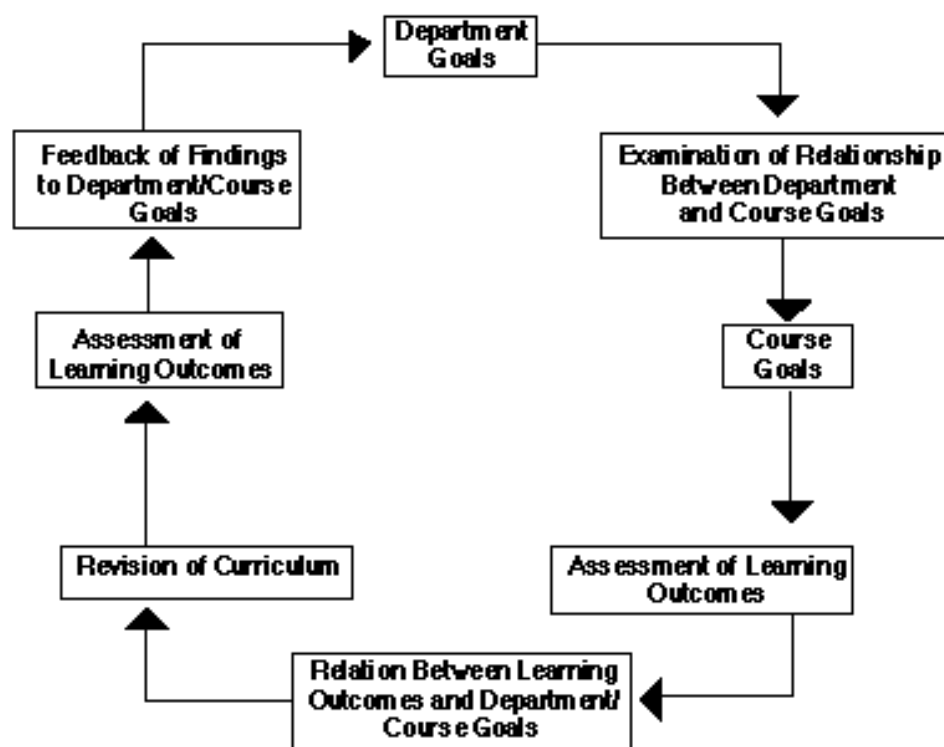 Department
Goals
Examination of Relationship
Between Department
and Course Goals
Course
Goals
Assessment of Learning
Outcomes
Relation Between Learning
Outcomes and Department/
Course Goals
Revision of Curriculum
Assessment of
Learning Outcomes
Feedback of Findings
to Department/Course
Goals